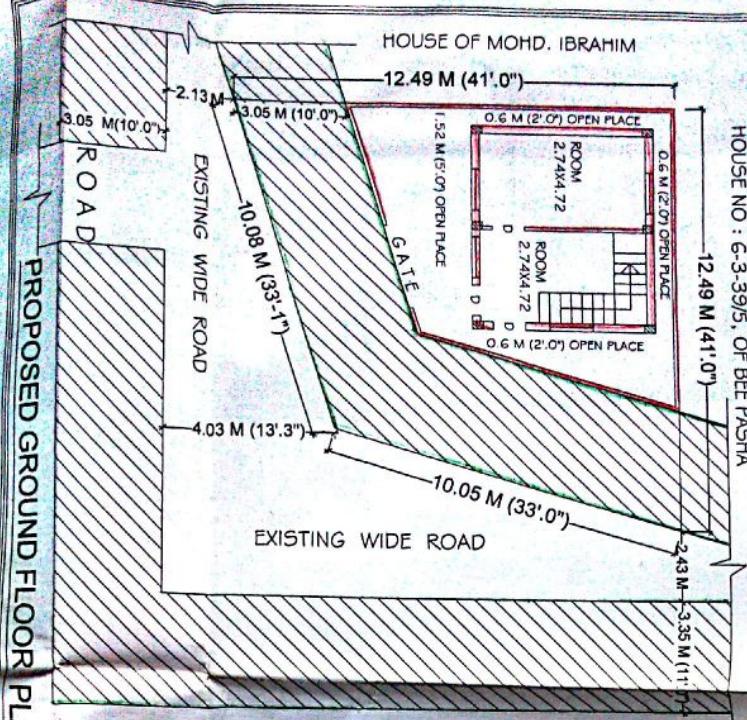 HOUSE OF MOHD. IBRAHIM
12.49 M (41'.0")
2.13 M
3.05 M (10'.0")
3.05 M(10'.0")
0.6 M (2'.0") OPEN PLACE
1.52 M (5'.0") OPEN PLACE
ROOM
2.74X4.72
0.6 M (2'.0") OPEN PLACE
HOUSE NO : 6-3-39/5, OF BEE PASHA
12.49 M (41'.0")
ROAD
EXISTING WIDE ROAD
10.08 M (33'-1")
GATE
D
ROOM
2.74X4.72
D
D
0.6 M (2'.0") OPEN PLACE
4.03 M (13'.3")
10.05 M (33'.0")
EXISTING WIDE ROAD
2.43 M
3.35 M (11'.
PROPOSED GROUND FLOOR PL